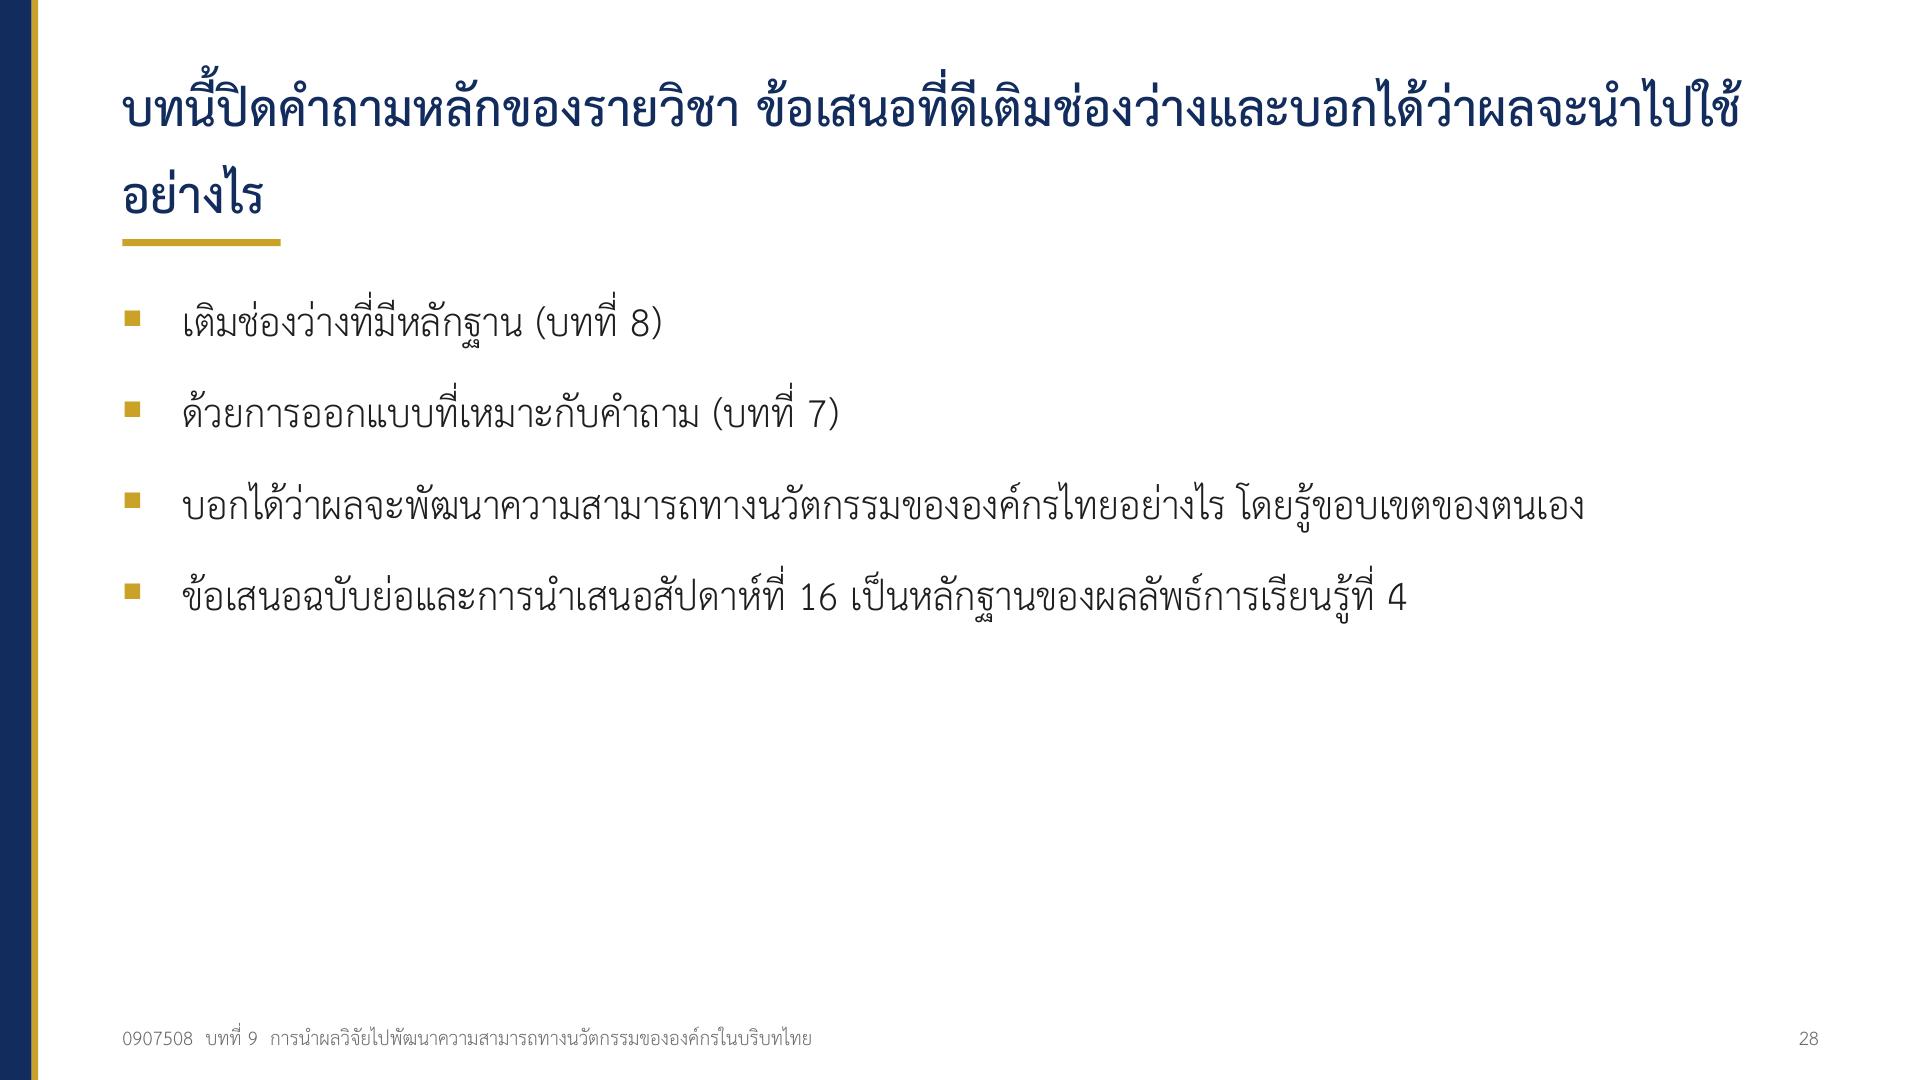 บทนี้ปิดคำถามหลักของรายวิชา ข้อเสนอที่ดีเติมช่องว่างและบอกได้ว่าผลจะนำไปใช้
อย่างไร
เติมช่องว่างที่มีหลักฐาน (บทที่ 8)
ด้วยการออกแบบที่เหมาะกับคำถาม (บทที่ 7)
บอกได้ว่าผลจะพัฒนาความสามารถทางนวัตกรรมขององค์กรไทยอย่างไร โดยรู้ขอบเขตของตนเอง
ข้อเสนอฉบับย่อและการนำเสนอสัปดาห์ที่ 16 เป็นหลักฐานของผลลัพธ์การเรียนรู้ที่ 4
0907508 บทที่ 9 การนำผลวิจัยไปพัฒนาความสามารถทางนวัตกรรมขององค์กรในบริบทไทย
28